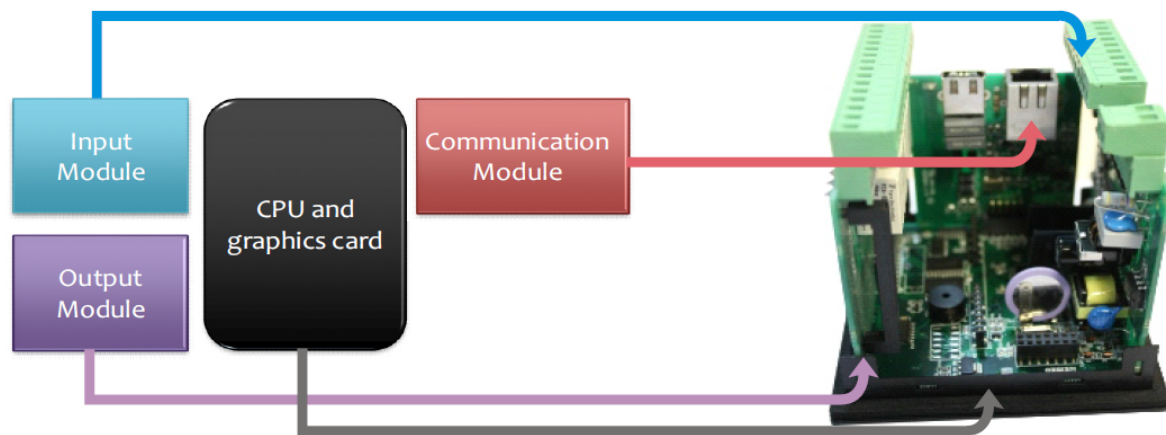 Input
Module
CPU and
graphics card
Communication
Module
Output
Module